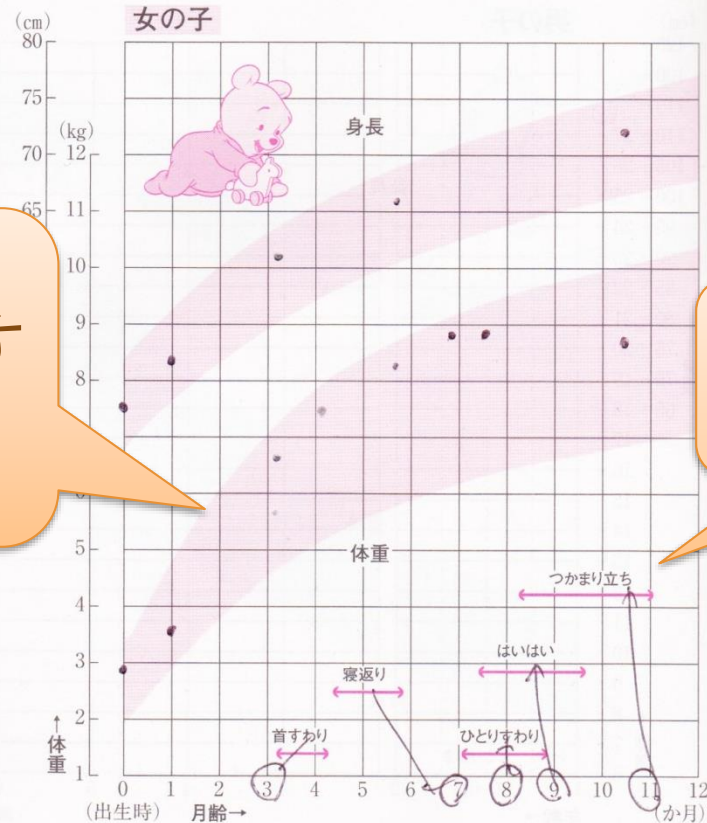 (cm)
女の子
80
75
(kg)
身長
70
12
65
11
10
9
8
5
体重
つかまり立ち
4
はいはい
3
寝返り
2
首すわり
ひとりすわり
↑体重
1
0 1 2 3 4 5 6 7 8 9 10 11 12
(出生時) 月齢→ (か月)